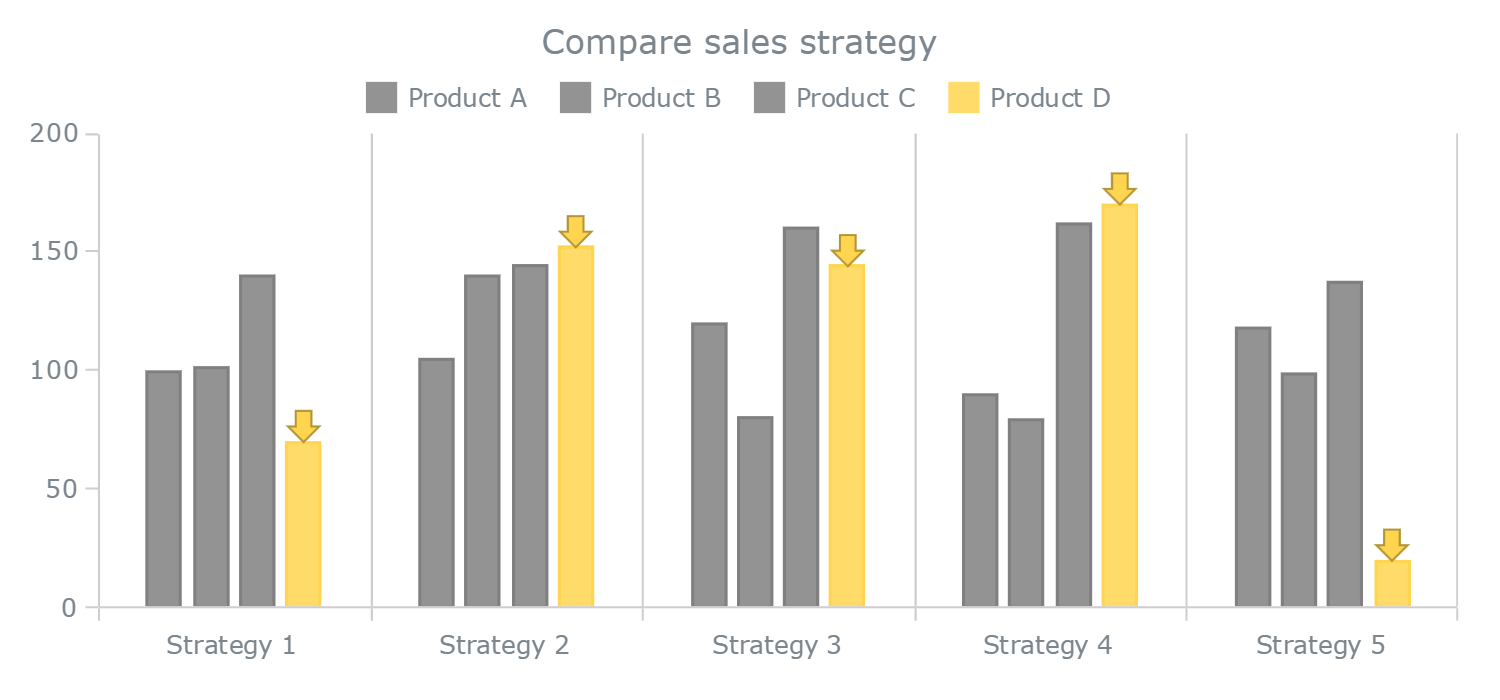 Compare sales strategy
Product A Product B Product C Product D
200
150
100
50
0
Strategy 1 Strategy 2 Strategy 3 Strategy 4 Strategy 5